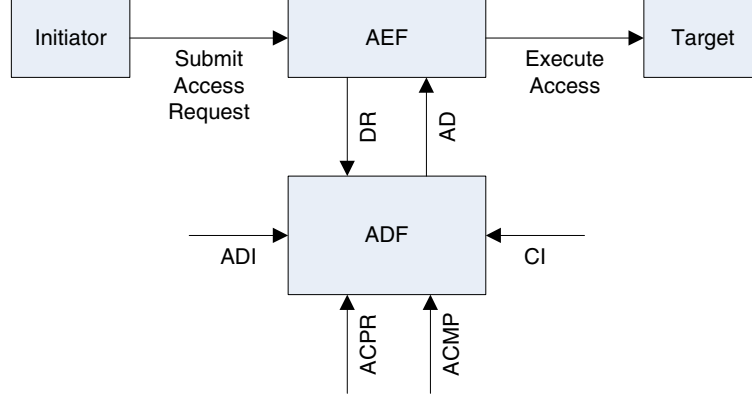 Initiator
AEF
Target
Submit
Access
Request
Execute
Access
DR
AD
ADF
ADI
CI
ACPR
ACMP